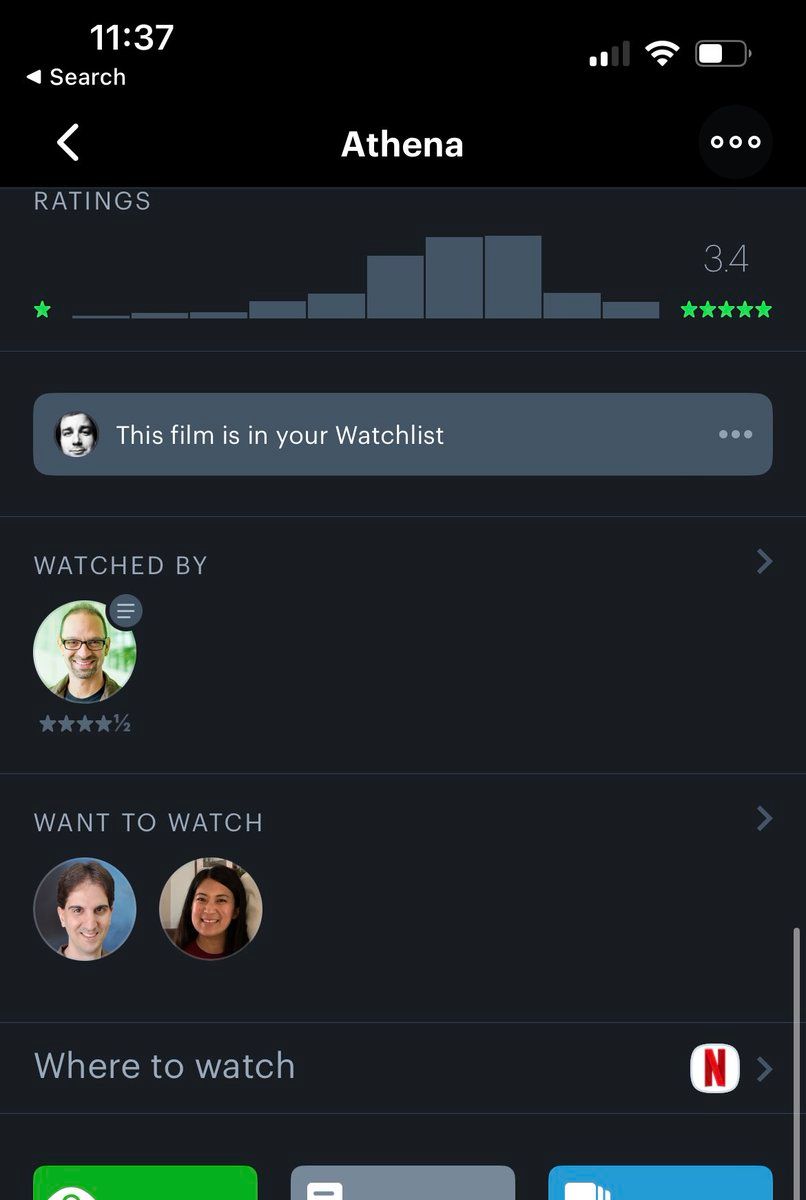 11:37
◀ Search
Athena
RATINGS
3.4
★ ★★★★★
This film is in your Watchlist
WATCHED BY
★★★★½
WANT TO WATCH
Where to watch
N